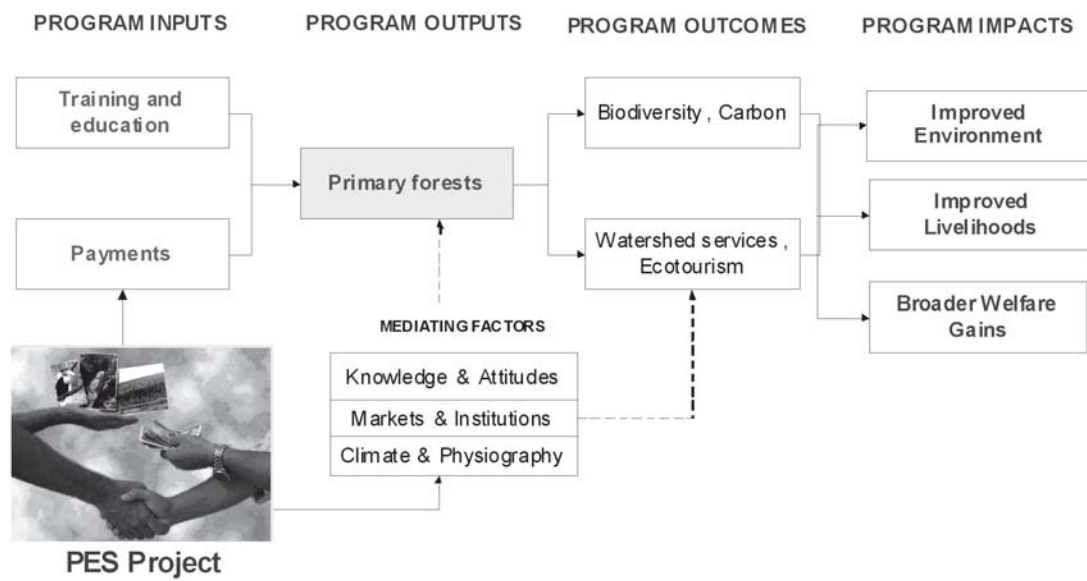 PROGRAM INPUTS
PROGRAM OUTPUTS
PROGRAM OUTCOMES
PROGRAM IMPACTS
Training and
education
Payments
Primary forests
Biodiversity , Carbon
Watershed services ,
Ecotourism
Improved
Environment
Improved
Livelihoods
Broader Welfare
Gains
MEDIATING FACTORS
Knowledge & Attitudes
Markets & Institutions
Climate & Physiography
PES Project